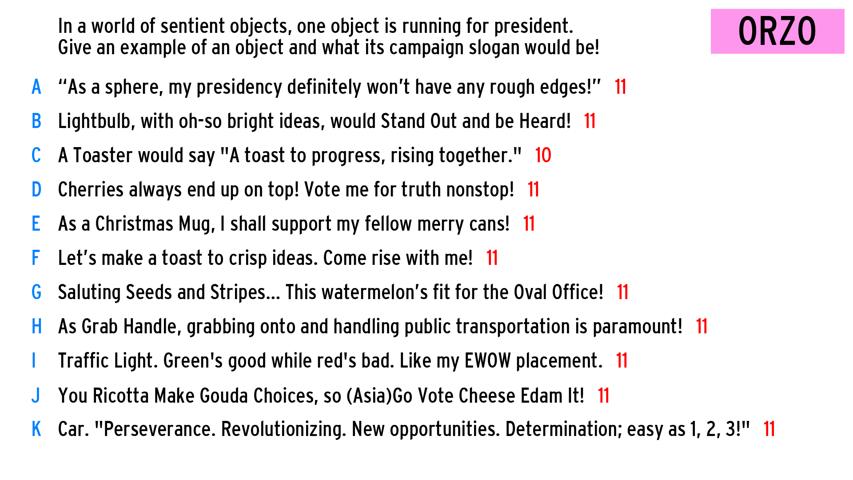 In a world of sentient objects, one object is running for president.
Give an example of an object and what its campaign slogan would be!
ORZO
A “As a sphere, my presidency definitely won’t have any rough edges!” 11
B Lightbulb, with oh-so bright ideas, would Stand Out and be Heard! 11
C A Toaster would say "A toast to progress, rising together." 10
D Cherries always end up on top! Vote me for truth nonstop! 11
E As a Christmas Mug, I shall support my fellow merry cans! 11
F Let’s make a toast to crisp ideas. Come rise with me! 11
G Saluting Seeds and Stripes... This watermelon’s fit for the Oval Office! 11
H As Grab Handle, grabbing onto and handling public transportation is paramount! 11
I Traffic Light. Green's good while red's bad. Like my EWOW placement. 11
J You Ricotta Make Gouda Choices, so (Asia)Go Vote Cheese Edam It! 11
K Car. "Perseverance. Revolutionizing. New opportunities. Determination; easy as 1, 2, 3!" 11